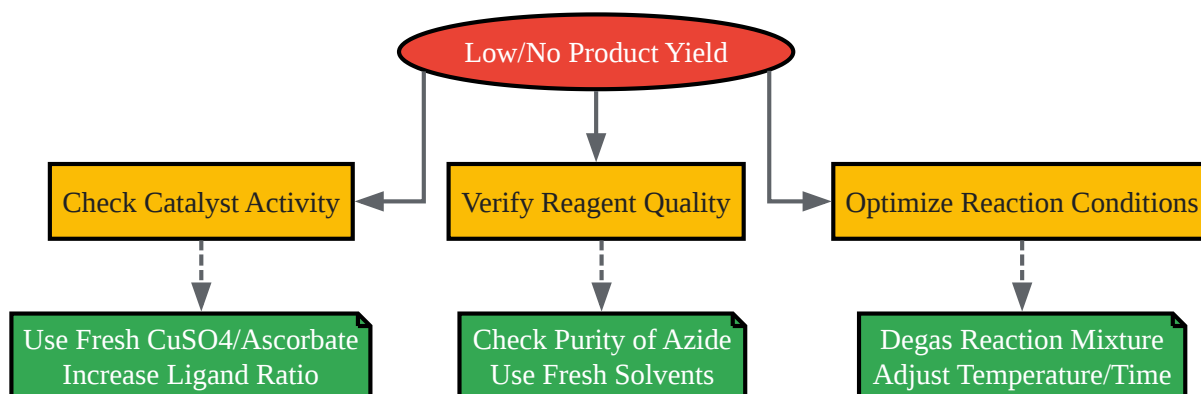 Low/No Product Yield
Check Catalyst Activity
Verify Reagent Quality
Optimize Reaction Conditions
Use Fresh CuSO4/Ascorbate
Increase Ligand Ratio
Check Purity of Azide
Use Fresh Solvents
Degas Reaction Mixture
Adjust Temperature/Time